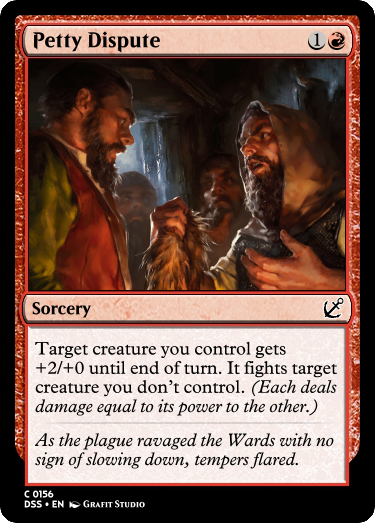 Petty Dispute
1
Sorcery
Target creature you control gets
+2/+0 until end of turn. It fights target
creature you don't control. (Each deals
damage equal to its power to the other.)
As the plague ravaged the Wards with no
sign of slowing down, tempers flared.
C 0156
DSS • EN Grafit Studio